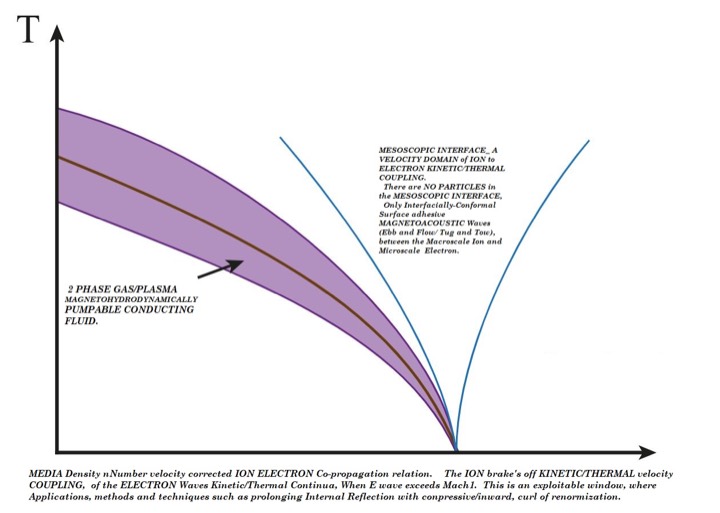 T
MESOSCOPIC INTERFACE_ A
VELOCITY DOMAIN of ION to
ELECTRON KINETIC/THERMAL
COUPLING.
There are NO PARTICLES in
the MESOSCOPIC INTERFACE,
Only Interfacially-Conformal
Surface adhesive
MAGNETOACOUSTIC Waves
(Ebb and Flow/ Tug and Tow),
between the Macroscale Ion and
Microscale Electron.
2 PHASE GAS/PLASMA
MAGNETOHYDRODYNAMICALLY
PUMPABLE CONDUCTING
FLUID.
MEDIA Density nNumber velocity corrected ION ELECTRON Co-propagation relation. The ION brake's off KINETIC/THERMAL velocity
COUPLING, of the ELECTRON Waves Kinetic/Thermal Continua, When E wave exceeds Mach1. This is an exploitable window, where
Applications, methods and techniques such as prolonging Internal Reflection with conpressive/inward, curl of renormization.